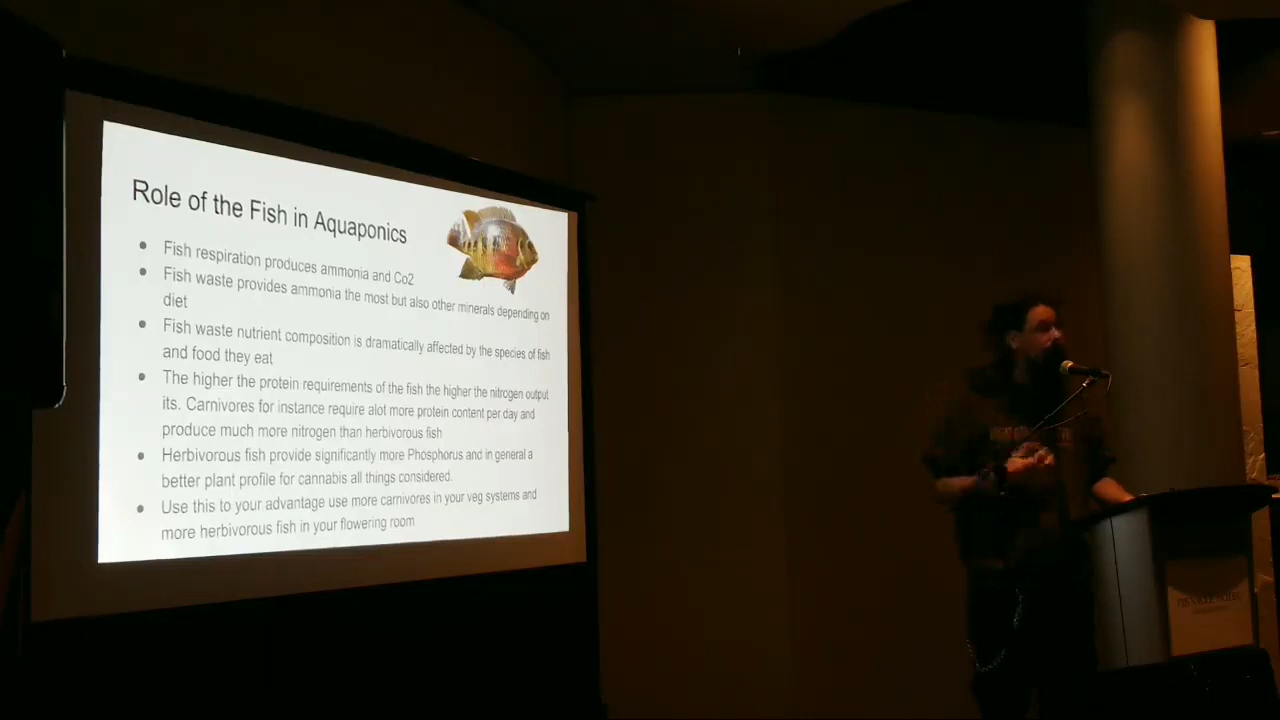 Role of the Fish in Aquaponics
Fish respiration produces ammonia and Co2
Fish waste provides ammonia the most but also other minerals depending on
diet
Fish waste nutrient composition is dramatically affected by the species of fish
and food they eat
The higher the protein requirements of the fish the higher the nitrogen output
its. Carnivores for instance require alot more protein content per day and
produce much more nitrogen than herbivorous fish
Herbivorous fish provide significantly more Phosphorus and in general a
better plant profile for cannabis all things considered.
Use this to your advantage use more carnivores in your veg systems and
more herbivorous fish in your flowering room
PINNACLE HOTEL